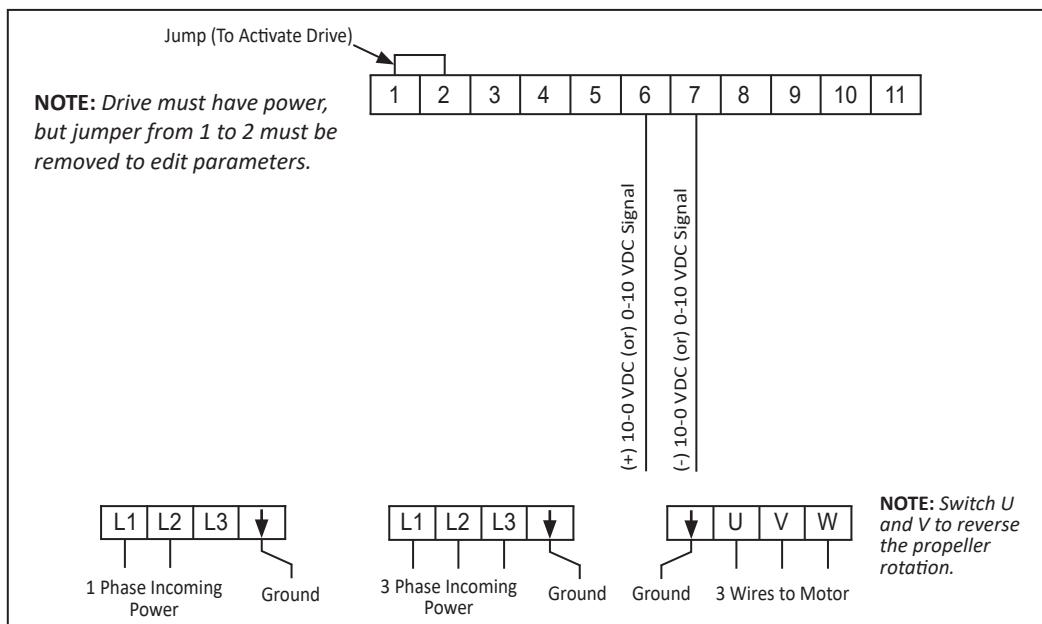 Jump (To Activate Drive)
NOTE: Drive must have power,
but jumper from 1 to 2 must be
removed to edit parameters.
1 2 3 4 5 6 7 8 9 10 11
(+) 10-0 VDC (or) 0-10 VDC Signal
(-) 10-0 VDC (or) 0-10 VDC Signal
L1 L2 L3
1 Phase Incoming
Power
Ground
L1 L2 L3
3 Phase Incoming
Power
Ground
U V W
Ground
3 Wires to Motor
NOTE: Switch U
and V to reverse
the propeller
rotation.